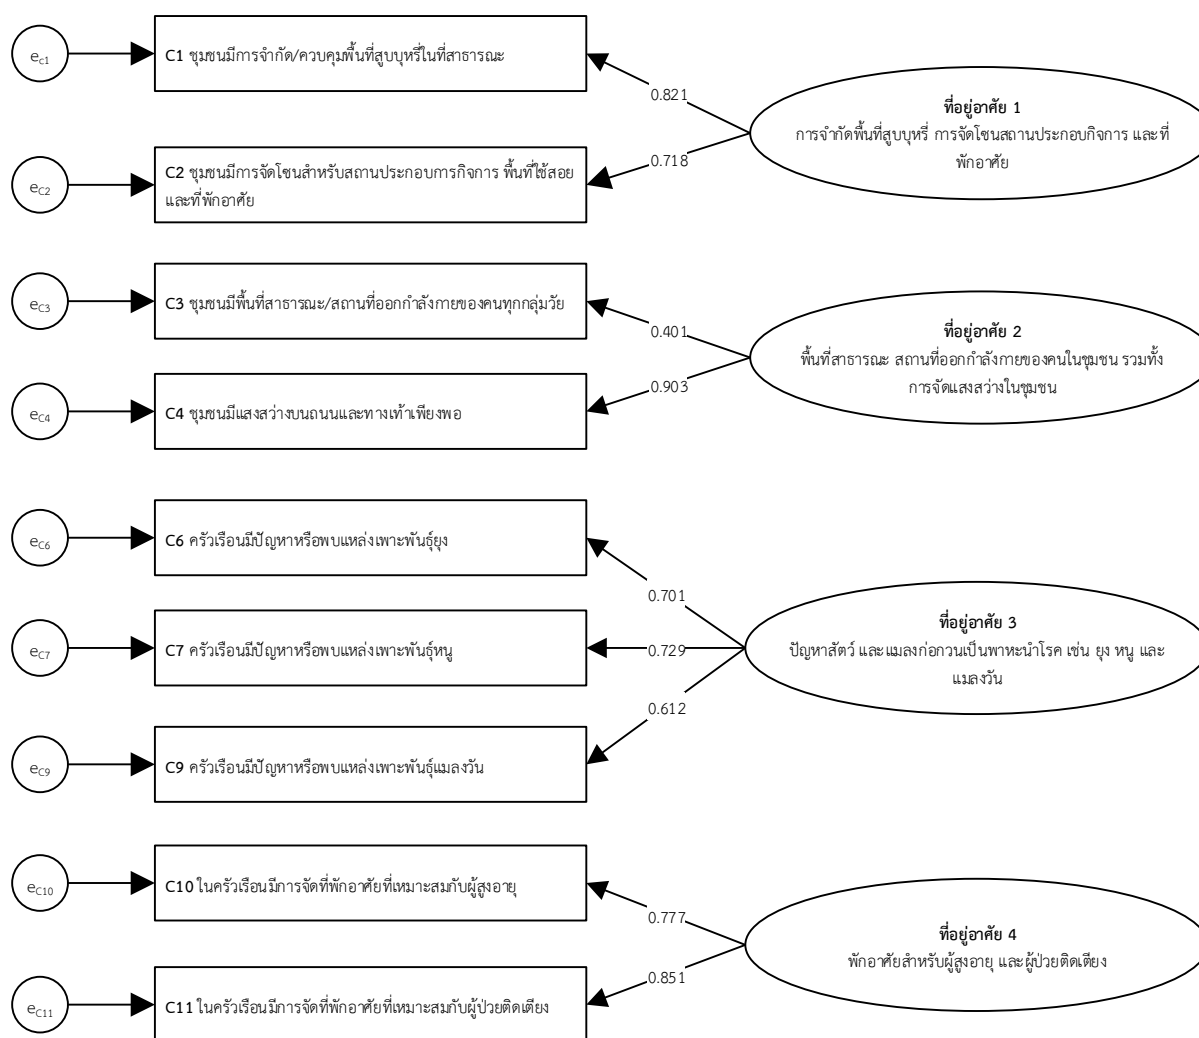 e_c1
C1 ชุมชนมีการจำกัด/ควบคุมพื้นที่สูบบุหรี่ในที่สาธารณะ
0.821
ที่อยู่อาศัย 1
การจำกัดพื้นที่สูบบุหรี่ การจัดโซนสถานประกอบกิจการ และที่
พักอาศัย
0.718
e_C2
C2 ชุมชนมีการจัดโซนสำหรับสถานประกอบการกิจการ พื้นที่ใช้สอย
และที่พักอาศัย
e_C3
C3 ชุมชนมีพื้นที่สาธารณะ/สถานที่ออกกำลังกายของคนทุกกลุ่มวัย
0.401
ที่อยู่อาศัย 2
พื้นที่สาธารณะ สถานที่ออกกำลังกายของคนในชุมชน รวมทั้ง
การจัดแสงสว่างในชุมชน
0.903
e_C4
C4 ชุมชนมีแสงสว่างบนถนนและทางเท้าเพียงพอ
e_C6
C6 ครัวเรือนมีปัญหาหรือพบแหล่งเพาะพันธุ์ยุง
0.701
ที่อยู่อาศัย 3
ปัญหาสัตว์ และแมลงก่อกวนเป็นพาหะนำโรค เช่น ยุง หนู และ
แมลงวัน
e_C7
C7 ครัวเรือนมีปัญหาหรือพบแหล่งเพาะพันธุ์หนู
0.729
0.612
e_C9
C9 ครัวเรือนมีปัญหาหรือพบแหล่งเพาะพันธุ์แมลงวัน
e_C10
C10 ในครัวเรือนมีการจัดที่พักอาศัยที่เหมาะสมกับผู้สูงอายุ
0.777
ที่อยู่อาศัย 4
พักอาศัยสำหรับผู้สูงอายุ และผู้ป่วยติดเตียง
0.851
e_C11
C11 ในครัวเรือนมีการจัดที่พักอาศัยที่เหมาะสมกับผู้ป่วยติดเตียง